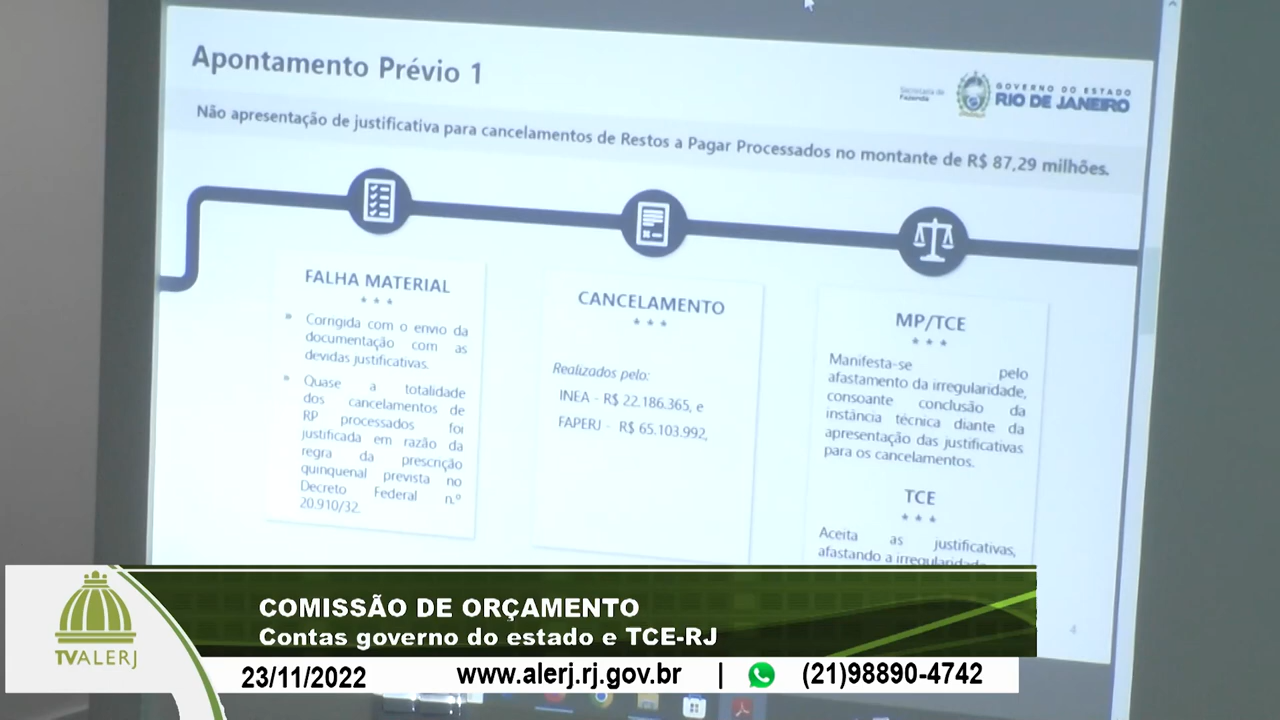 Apontamento Prévio 1
Secretaria de
Fazenda
GOVERNO DO ESTADO
RIO DE JANEIRO
Não apresentação de justificativa para cancelamentos de Restos a Pagar Processados no montante de R$ 87,29 milhões.
FALHA MATERIAL
* * *
» Corrigida com o envio da
documentação com as
devidas justificativas.
» Quase a totalidade
dos cancelamentos de
RP processados foi
justificada em razão da
regra da prescrição
quinquenal prevista no
Decreto Federal n.º
20.910/32.
CANCELAMENTO
* * *
Realizados pelo:
INEA - R$ 22.186.365, e
FAPERJ - R$ 65.103.992,
MP/TCE
* * *
Manifesta-se pelo
afastamento da irregularidade,
consoante conclusão da
instância técnica diante da
apresentação das justificativas
para os cancelamentos.
TCE
* * *
Aceita as justificativas,
afastando a irregularidade
4
COMISSÃO DE ORÇAMENTO
Contas governo do estado e TCE-RJ
TVALERJ
23/11/2022 www.alerj.rj.gov.br | (21)98890-4742